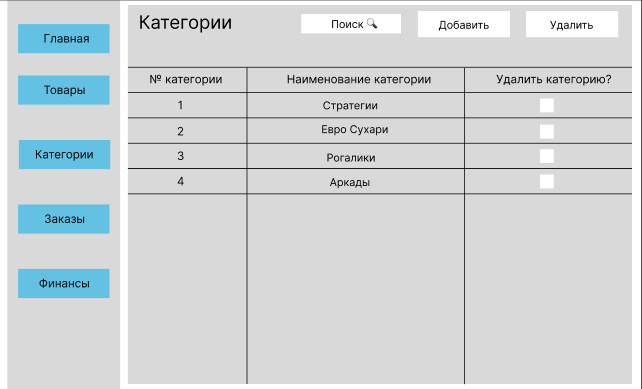 Главная
Товары
Категории
Заказы
Финансы
Категории
Поиск 🔍
Добавить
Удалить
№ категории Наименование категории Удалить категорию?
1 Стратегии
2 Евро Сухари
3 Рогалики
4 Аркады